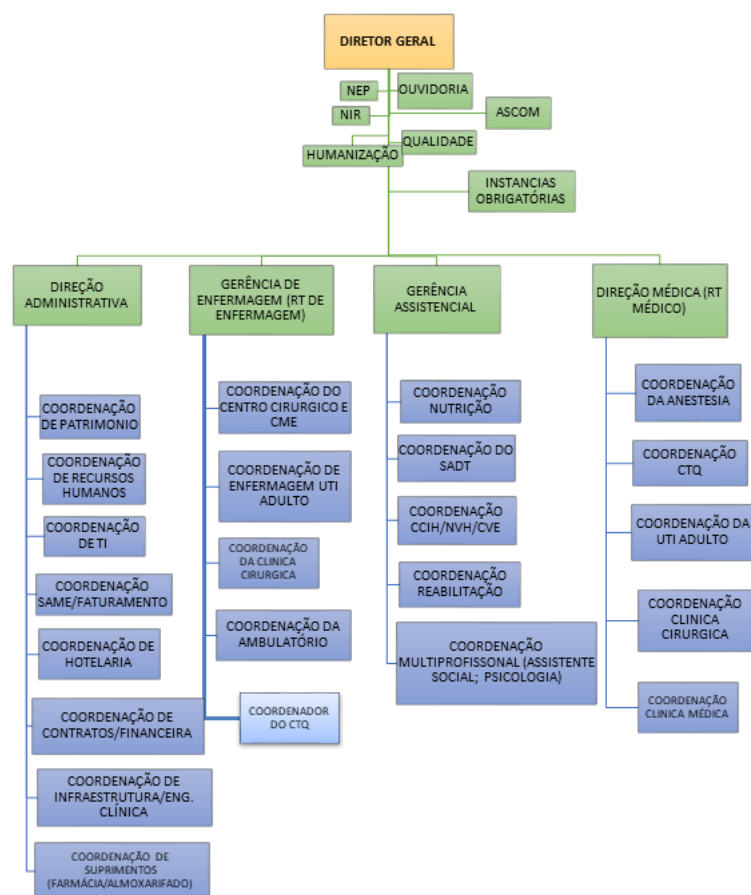 DIRETOR GERAL
NEP
OUVIDORIA
NIR
ASCOM
HUMANIZAÇÃO
QUALIDADE
INSTANCIAS
OBRIGATÓRIAS
DIREÇÃO
ADMINISTRATIVA
COORDENAÇÃO
DE PATRIMONIO
COORDENAÇÃO
DE RECURSOS
HUMANOS
COORDENAÇÃO
DE TI
COORDENAÇÃO
SAME/FATURAMENTO
COORDENAÇÃO DE
HOTELARIA
COORDENAÇÃO DE
CONTRATOS/FINANCEIRA
COORDENAÇÃO DE
INFRAESTRUTURA/ENG.
CLÍNICA
COORDENAÇÃO DE
SUPRIMENTOS
(FARMÁCIA/ALMOXARIFADO)
GERÊNCIA DE
ENFERMAGEM (RT DE
ENFERMAGEM)
COORDENAÇÃO DO
CENTRO CIRURGICO E
CME
COORDENAÇÃO DE
ENFERMAGEM UTI
ADULTO
COORDENAÇÃO
DA CLINICA
CIRURGICA
COORDENAÇÃO DA
AMBULATÓRIO
COORDENADOR
DO CTQ
GERÊNCIA
ASSISTENCIAL
COORDENAÇÃO
NUTRIÇÃO
COORDENAÇÃO DO
SADT
COORDENAÇÃO
CCIH/NVH/CVE
COORDENAÇÃO
REABILITAÇÃO
COORDENAÇÃO
MULTIPROFISSONAL (ASSISTENTE
SOCIAL; PSICOLOGIA)
DIREÇÃO MÉDICA (RT
MÉDICO)
COORDENAÇÃO
DA ANESTESIA
COORDENAÇÃO
CTQ
COORDENAÇÃO DA
UTI ADULTO
COORDENAÇÃO
CLINICA
CIRURGICA
COORDENAÇÃO
CLINICA MÉDICA